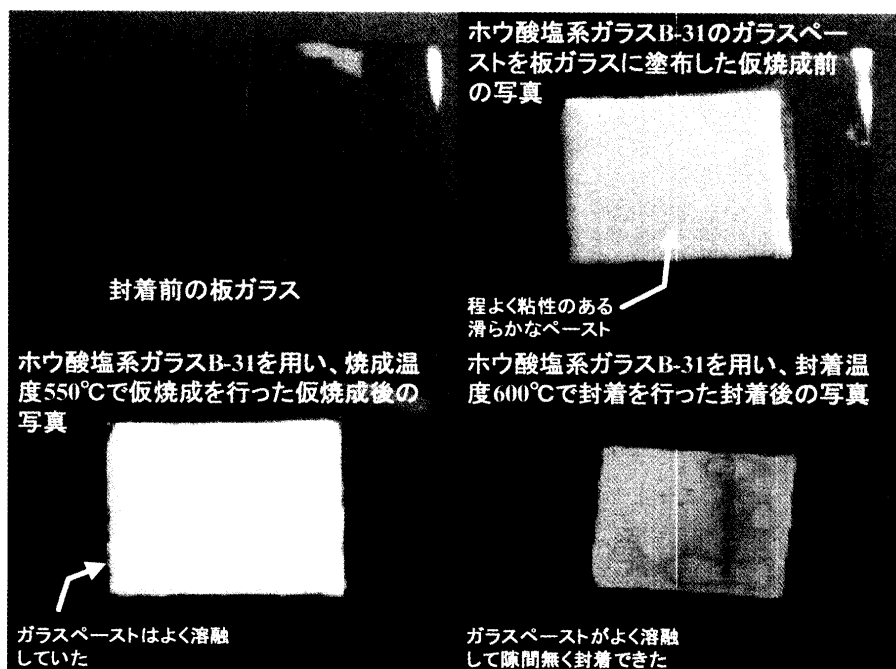 封着前の板ガラス
ホウ酸塩系ガラスB-31のガラスペー
ストを板ガラスに塗布した仮焼成前
の写真
程よく粘性のある
滑らかなペースト
ホウ酸塩系ガラスB-31を用い、焼成温
度550℃で仮焼成を行った仮焼成後の
写真
ガラスペーストはよく溶融
していた
ホウ酸塩系ガラスB-31を用い、封着温
度600℃で封着を行った封着後の写真
ガラスペーストがよく溶融
して隙間無く封着できた